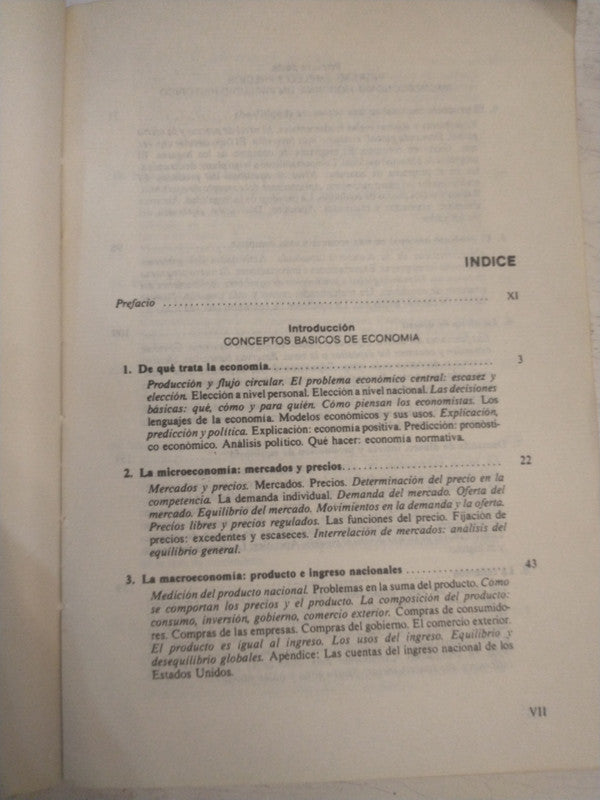 INDICE
Prefacio .......... XI
Introducción
CONCEPTOS BASICOS DE ECONOMIA
1. De qué trata la economía.......... 3
Producción y flujo circular. El problema económico central: escasez y
elección. Elección a nivel personal. Elección a nivel nacional. Las decisiones
básicas: qué, cómo y para quién. Cómo piensan los economistas. Los
lenguajes de la economía. Modelos económicos y sus usos. Explicación,
predicción y política. Explicación: economía positiva. Predicción: pronósti-
co económico. Análisis político. Qué hacer: economía normativa.
2. La microeconomía: mercados y precios.......... 22
Mercados y precios. Mercados. Precios. Determinación del precio en la
competencia. La demanda individual. Demanda del mercado. Oferta del
mercado. Equilibrio del mercado. Movimientos en la demanda y la oferta.
Precios libres y precios regulados. Las funciones del precio. Fijación de
precios: excedentes y escaseces. Interrelación de mercados: análisis del
equilibrio general.
3. La macroeconomía: producto e ingreso nacionales .......... 43
Medición del producto nacional. Problemas en la suma del producto. Cómo
se comportan los precios y el producto. La composición del producto:
consumo, inversión, gobierno, comercio exterior. Compras de consumido-
res. Compras de las empresas. Compras del gobierno. El comercio exterior.
El producto es igual al ingreso. Los usos del ingreso. Equilibrio y
desequilibrio globales. Apéndice: Las cuentas del ingreso nacional de los
Estados Unidos.
VII